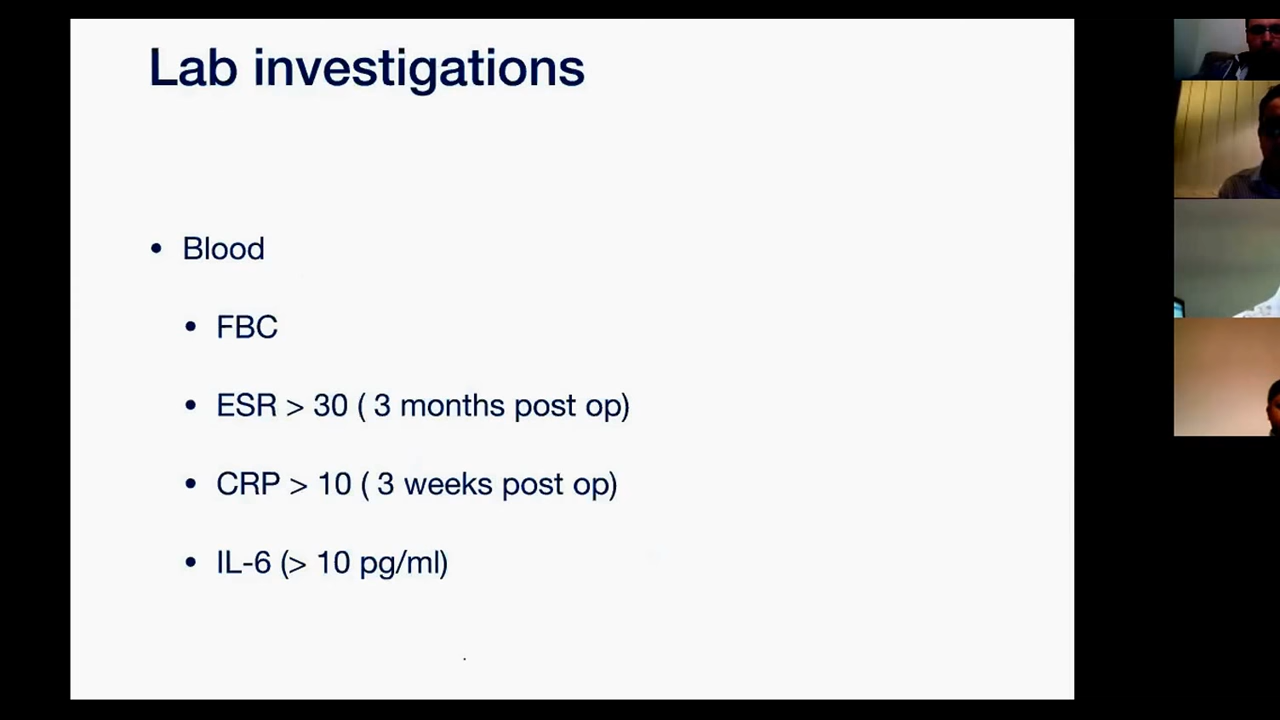 Lab investigations
• Blood
• FBC
• ESR > 30 ( 3 months post op)
• CRP > 10 ( 3 weeks post op)
• IL-6 (> 10 pg/ml)